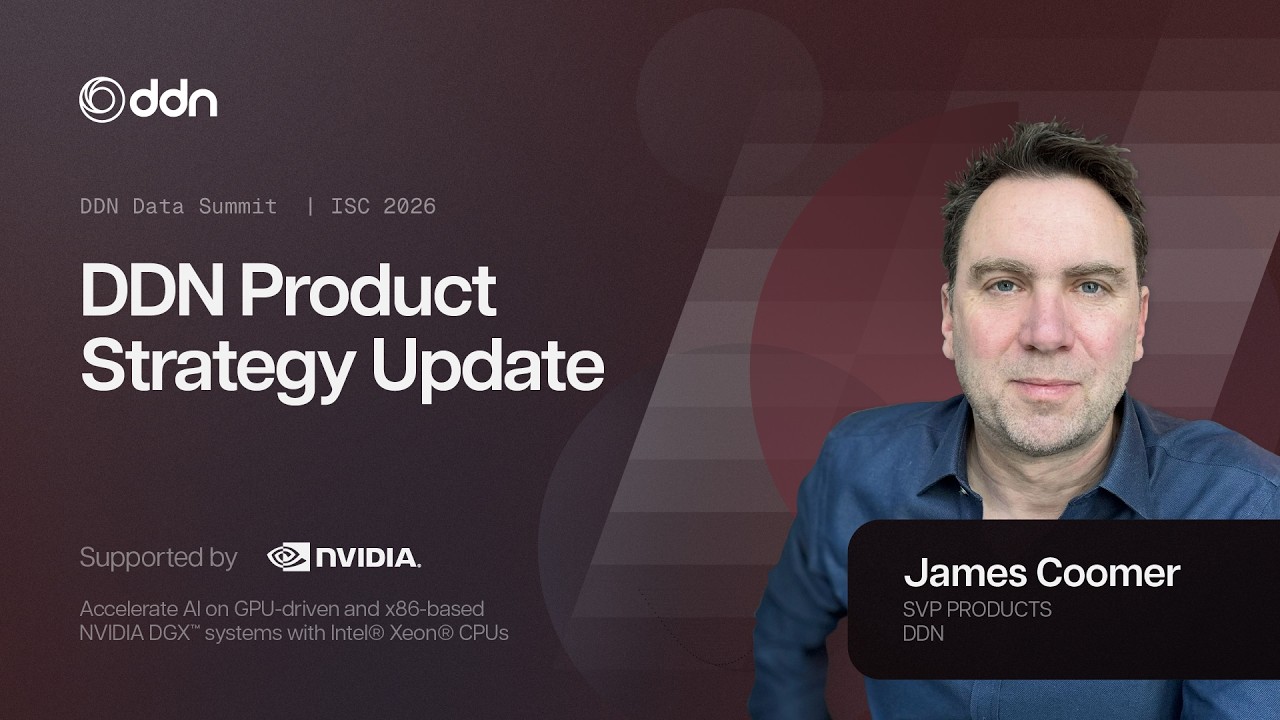 ddn
DDN Data Summit | ISC 2026
DDN Product
Strategy Update
Supported by NVIDIA.
Accelerate AI on GPU-driven and x86-based
NVIDIA DGX™ systems with Intel® Xeon® CPUs
James Coomer
SVP PRODUCTS
DDN